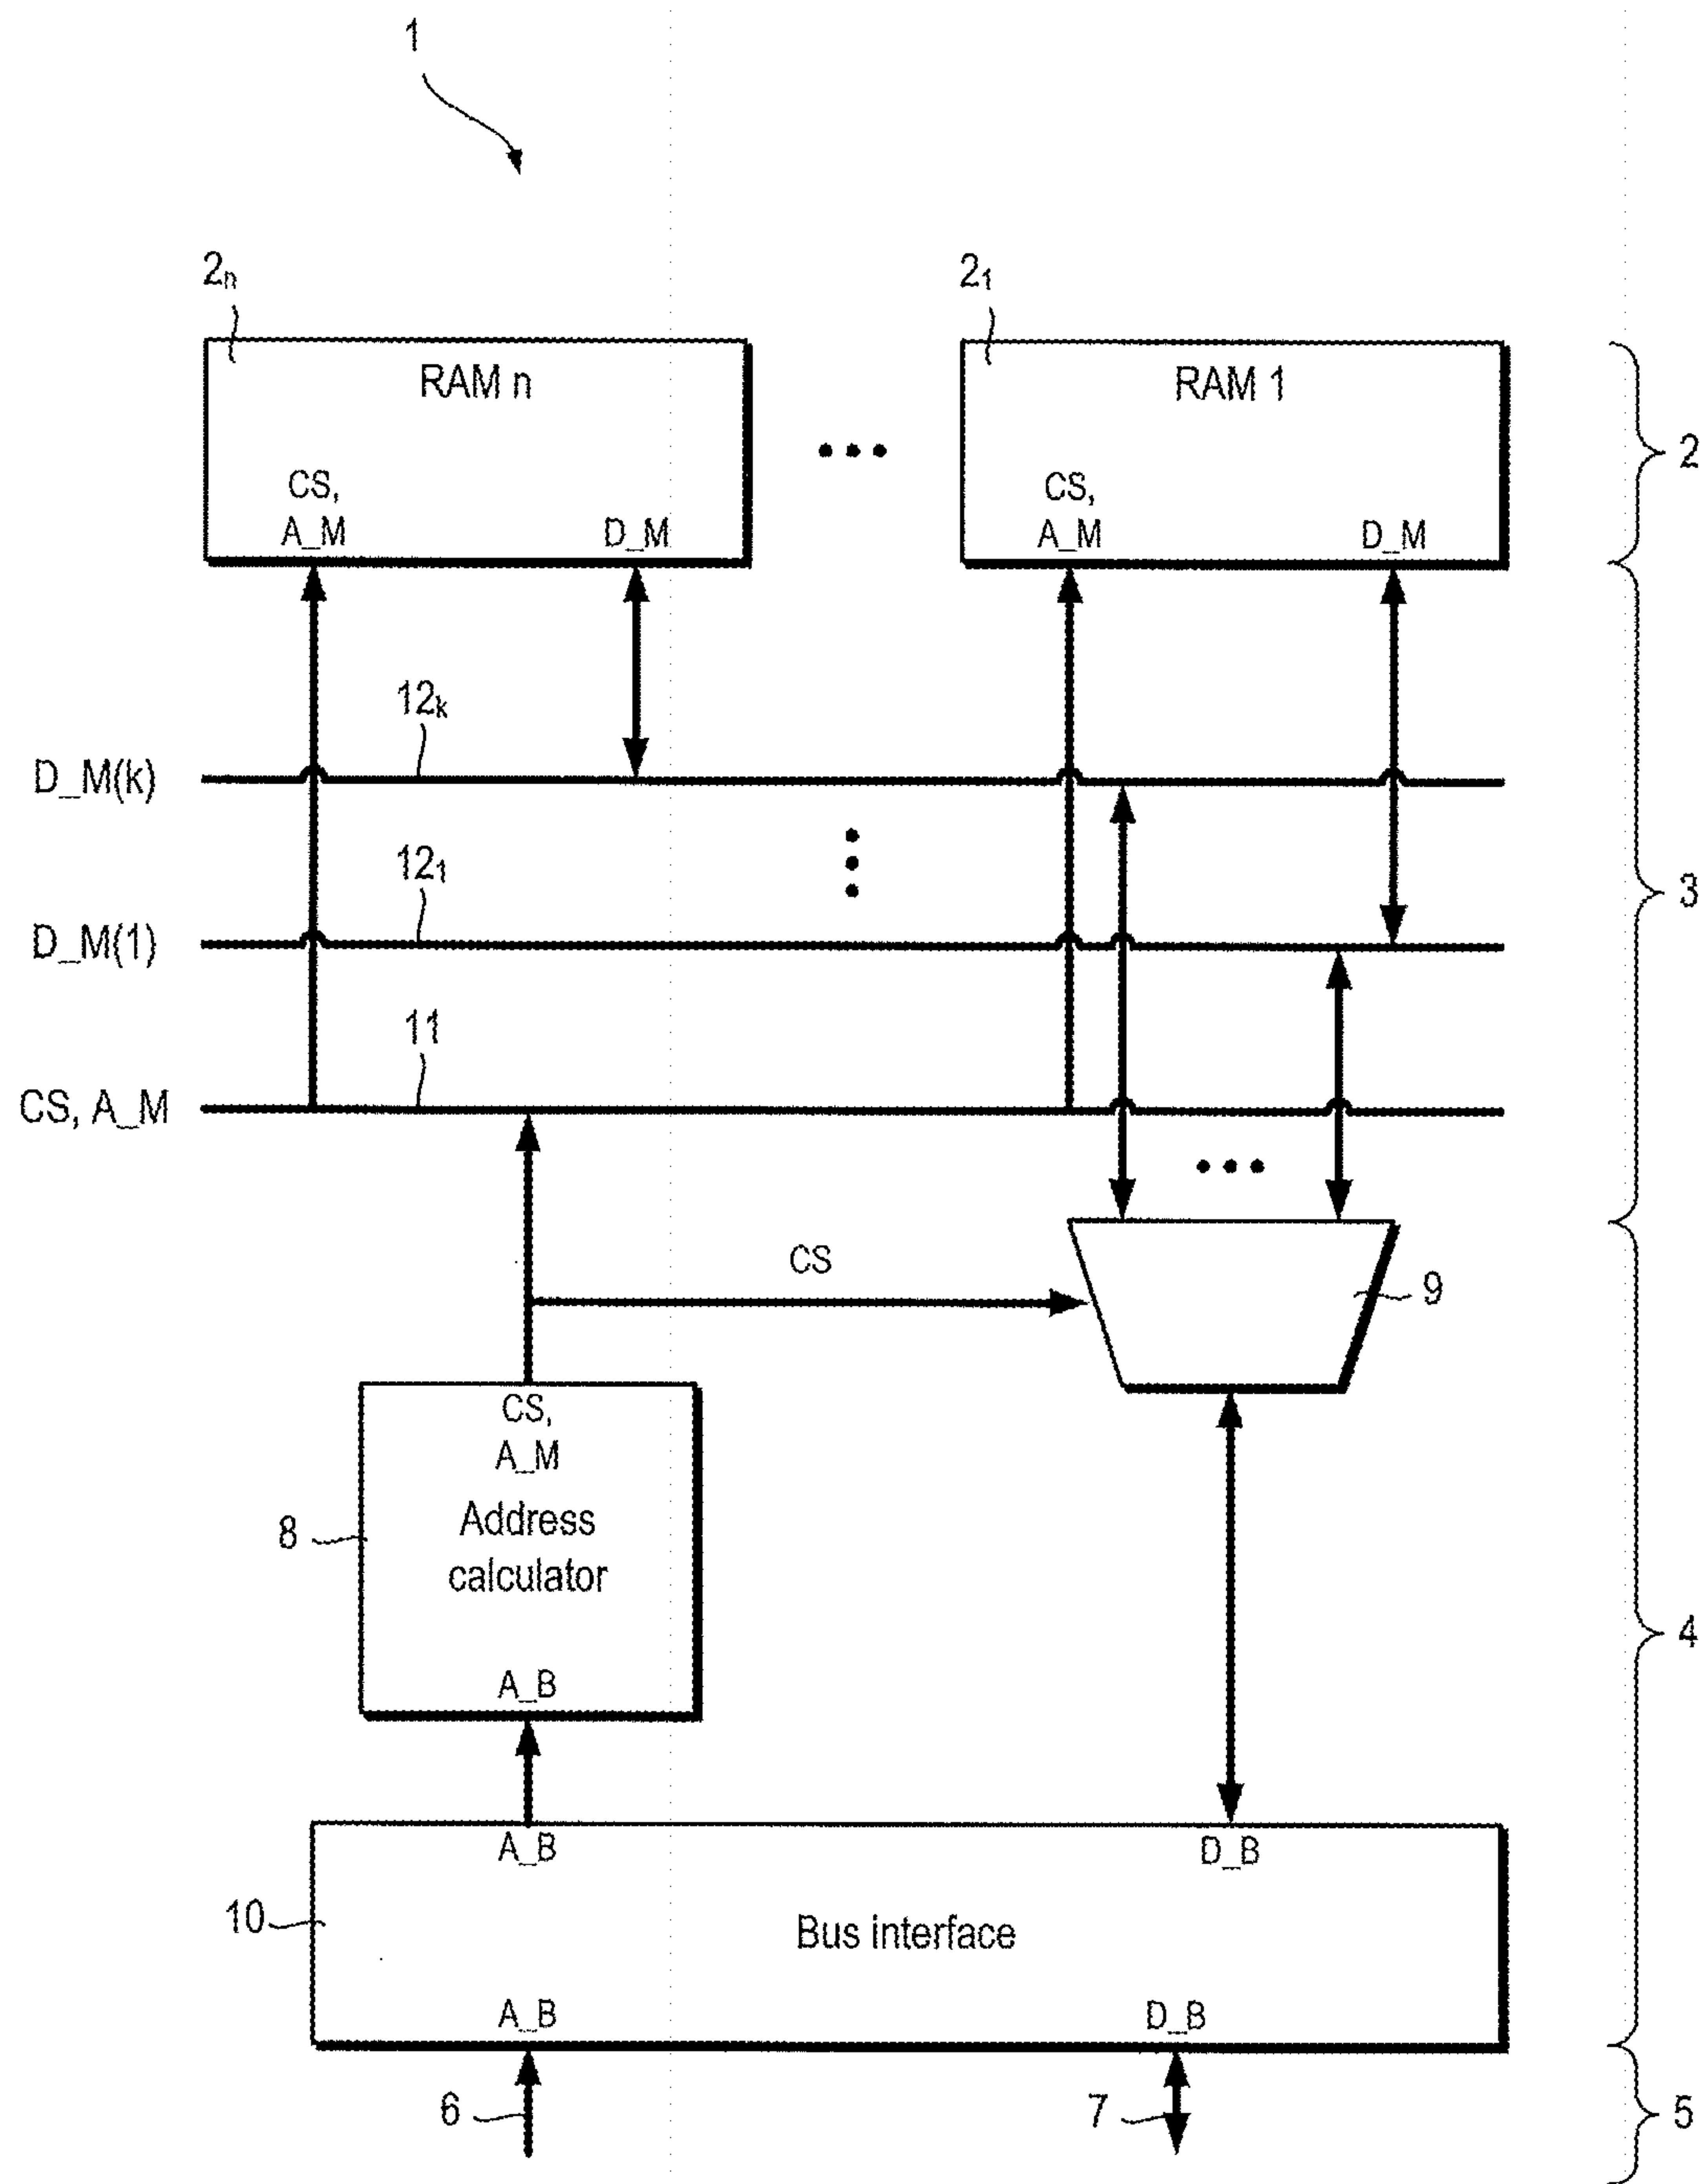 1
2n
21
RAM n
RAM 1
2
CS,
A_M
D_M
CS,
A_M
D_M
12k
D_M(k)
121
D_M(1)
3
11
CS, A_M
CS
9
CS,
A_M
Address
calculator
8
A_B
4
A_B
D_B
10
Bus interface
A_B
D_B
6
7
5